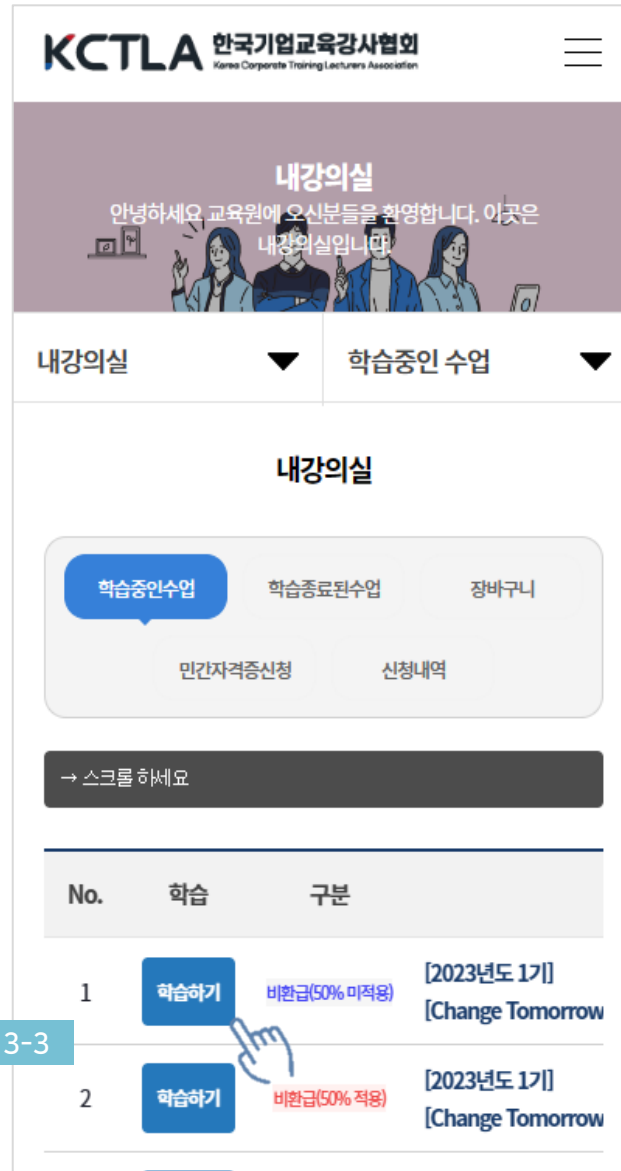 KCTLA 한국기업교육강사협회
Korea Corporate Training Lecturers Association
내강의실
안녕하세요 교육원에 오신분들을 환영합니다. 이곳은
내강의실입니다.
내강의실 학습중인 수업
내강의실
학습중인수업 학습종료된수업 장바구니
민간자격증신청 신청내역
→ 스크롤 하세요
No. 학습 구분
1 학습하기 비환급(50% 미적용) [2023년도 1기]
[Change Tomorrow
3-3
2 학습하기 비환급(50% 적용) [2023년도 1기]
[Change Tomorrow